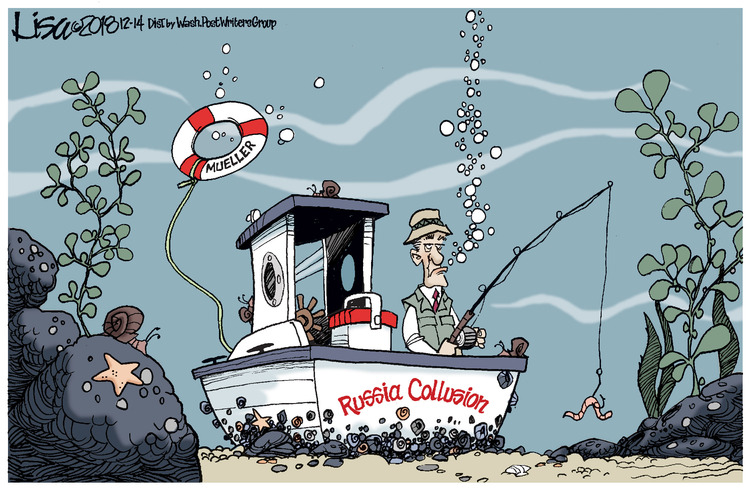 Lisa ©2018 12-14 Dist by Wash.Post Writers Group
MUELLER
Russia Collusion